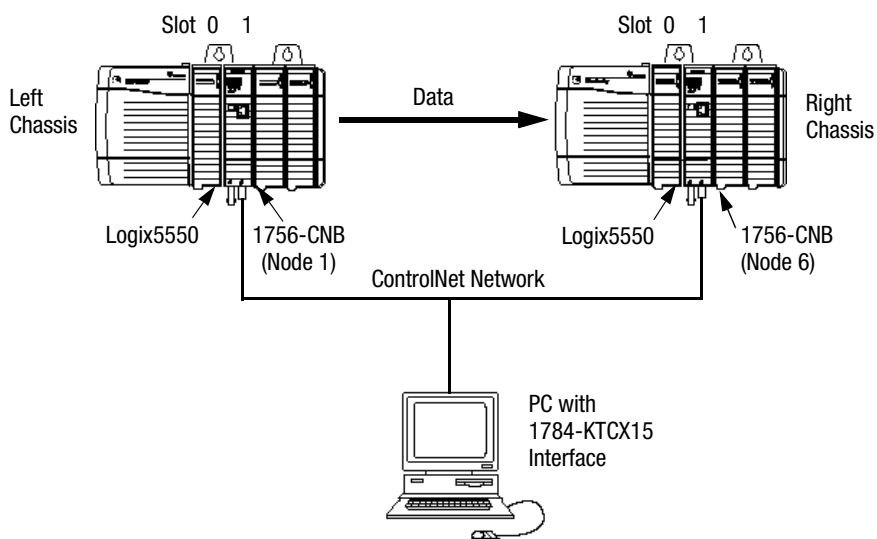 Slot 0 1
Slot 0 1
Left
Chassis
Data
Right
Chassis
Logix5550
1756-CNB
(Node 1)
Logix5550
1756-CNB
(Node 6)
ControlNet Network
PC with
1784-KTCX15
Interface